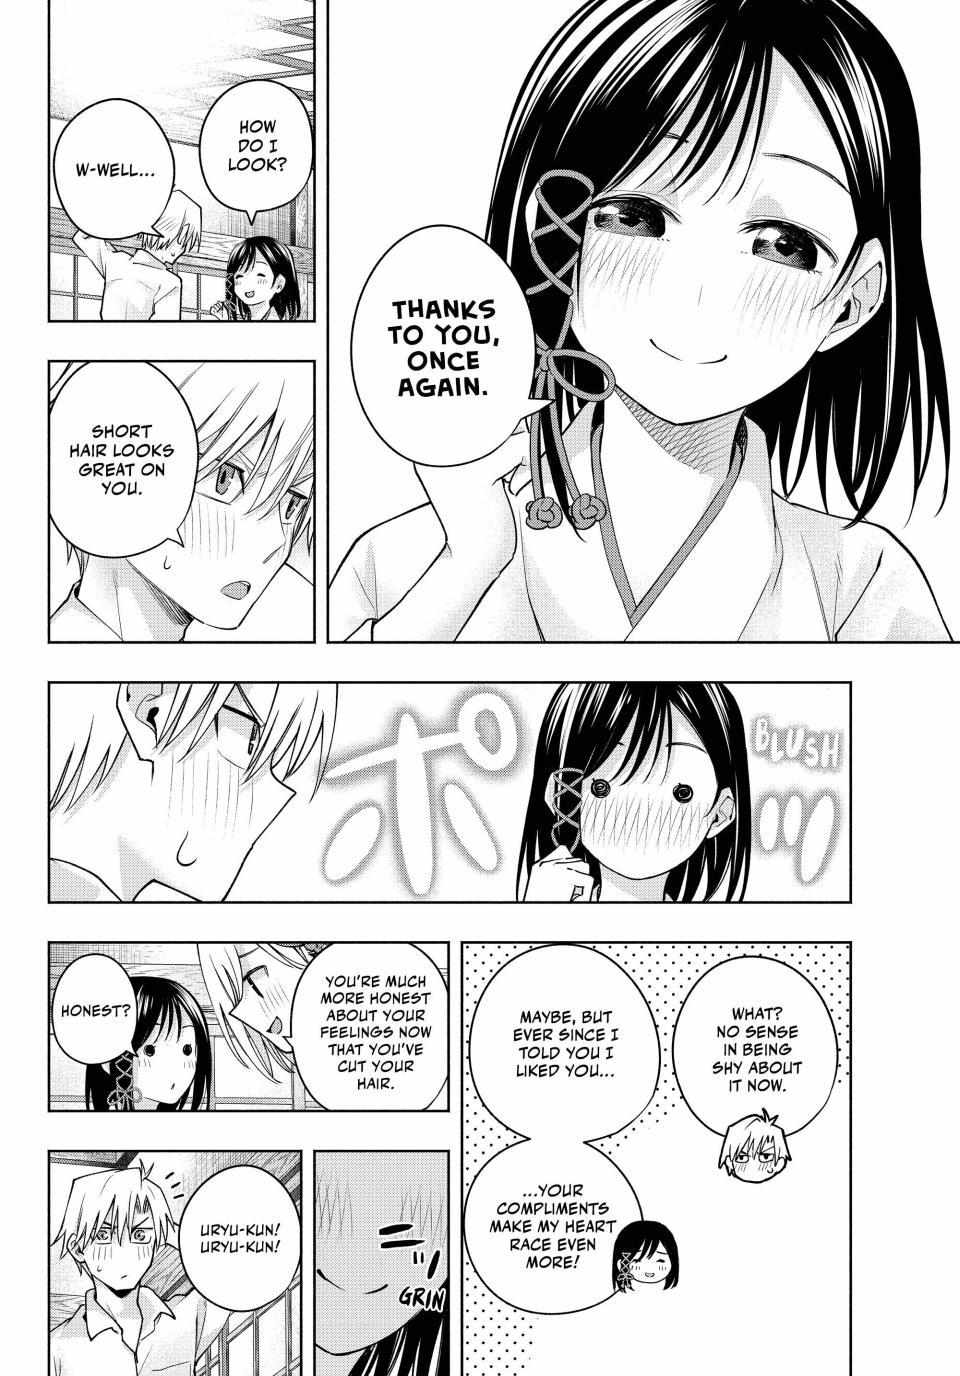 THANKS
TO YOU,
ONCE
AGAIN.
HOW
DO I
LOOK?
W-WELL...
SHORT
HAIR LOOKS
GREAT ON
YOU.
BLUSH
ポッ
WHAT?
NO SENSE
IN BEING
SHY ABOUT
IT NOW.
MAYBE, BUT
EVER SINCE I
TOLD YOU I
LIKED YOU...
...YOUR
COMPLIMENTS
MAKE MY HEART
RACE EVEN
MORE!
YOU'RE MUCH
MORE HONEST
ABOUT YOUR
FEELINGS NOW
THAT YOU'VE
CUT YOUR
HAIR.
HONEST?
GRIN
URYU-KUN!
URYU-KUN!